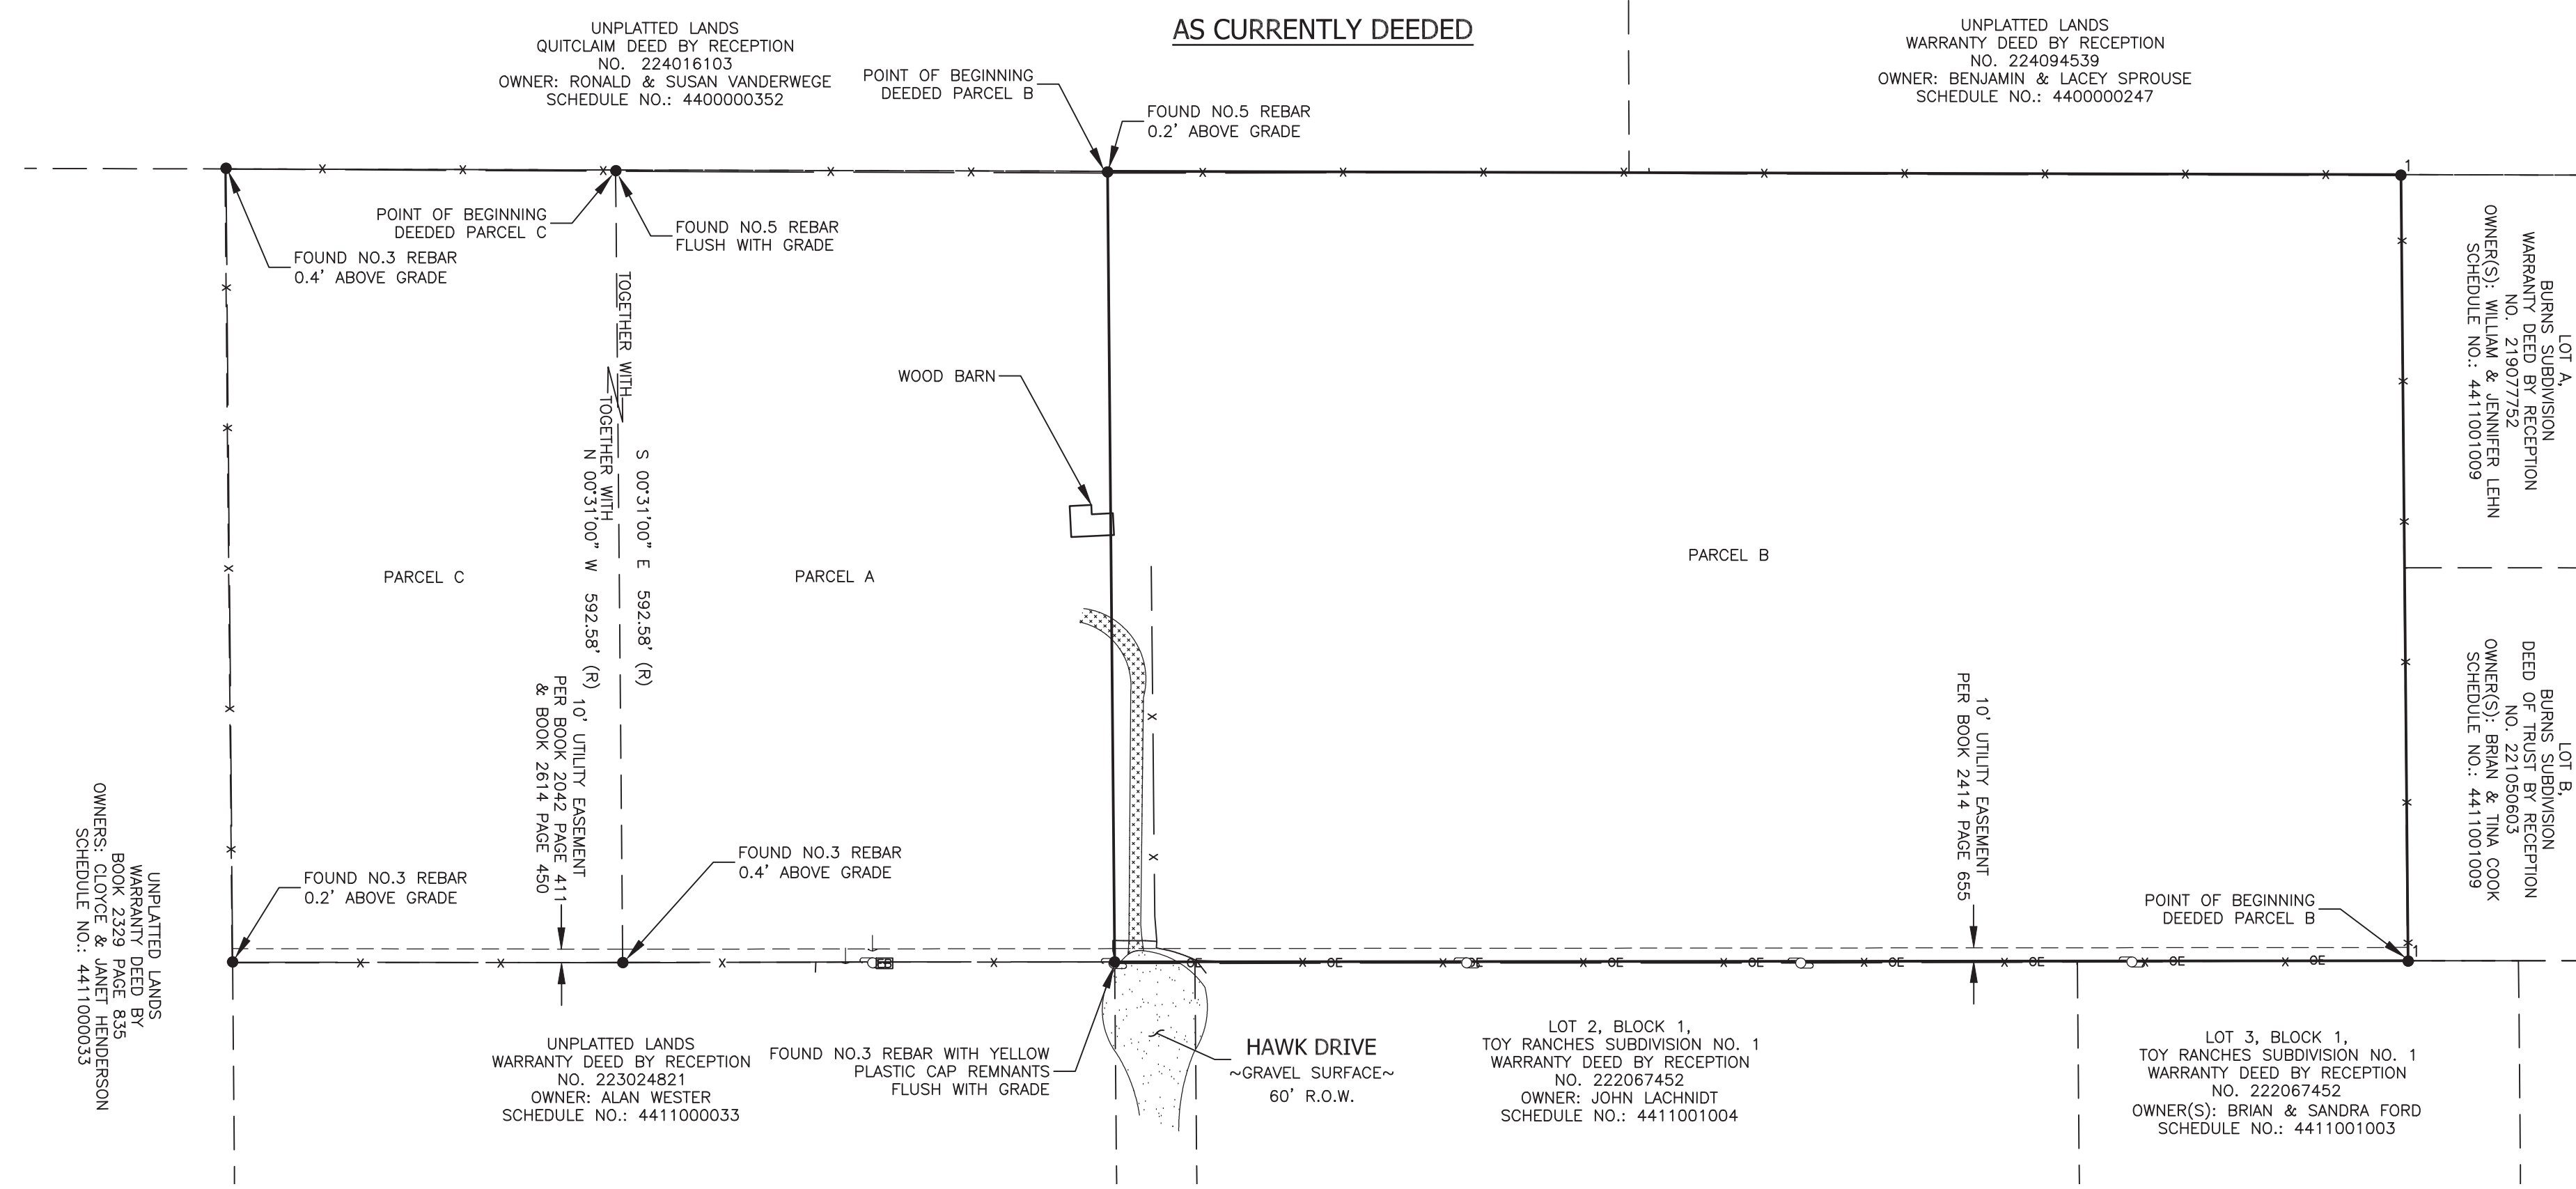 AS CURRENTLY DEEDED
UNPLATTED LANDS
QUITCLAIM DEED BY RECEPTION
NO. 224016103
OWNER: RONALD & SUSAN VANDERWEGE
SCHEDULE NO.: 4400000352
POINT OF BEGINNING
DEEDED PARCEL B
FOUND NO.5 REBAR
0.2' ABOVE GRADE
UNPLATTED LANDS
WARRANTY DEED BY RECEPTION
NO. 224094539
OWNER: BENJAMIN & LACEY SPROUSE
SCHEDULE NO.: 4400000247
1
POINT OF BEGINNING
DEEDED PARCEL C
FOUND NO.5 REBAR
FLUSH WITH GRADE
FOUND NO.3 REBAR
0.4' ABOVE GRADE
TOGETHER WITH
TOGETHER WITH
S 00°31'00" E 592.58' (R)
N 00°31'00" W 592.58' (R)
WOOD BARN
PARCEL C
PARCEL A
PARCEL B
LOT A,
BURNS SUBDIVISION
WARRANTY DEED BY RECEPTION
NO. 219077752
OWNER(S): WILLIAM & JENNIFER LEHN
SCHEDULE NO.: 4411001009
LOT B,
BURNS SUBDIVISION
DEED OF TRUST BY RECEPTION
NO. 221050603
OWNER(S): BRIAN & TINA COOK
SCHEDULE NO.: 4411001009
10' UTILITY EASEMENT
PER BOOK 2042 PAGE 411
& BOOK 2614 PAGE 450
10' UTILITY EASEMENT
PER BOOK 2414 PAGE 655
FOUND NO.3 REBAR
0.2' ABOVE GRADE
FOUND NO.3 REBAR
0.4' ABOVE GRADE
POINT OF BEGINNING
DEEDED PARCEL B
1
EB
OE
OE
OE
OE
OE
OE
OE
UNPLATTED LANDS
WARRANTY DEED BY
BOOK 2329 PAGE 835
OWNERS: CLOYCE & JANET HENDERSON
SCHEDULE NO.: 4411000033
UNPLATTED LANDS
WARRANTY DEED BY RECEPTION
NO. 223024821
OWNER: ALAN WESTER
SCHEDULE NO.: 4411000033
FOUND NO.3 REBAR WITH YELLOW
PLASTIC CAP REMNANTS
FLUSH WITH GRADE
HAWK DRIVE
~GRAVEL SURFACE~
60' R.O.W.
LOT 2, BLOCK 1,
TOY RANCHES SUBDIVISION NO. 1
WARRANTY DEED BY RECEPTION
NO. 222067452
OWNER: JOHN LACHNIDT
SCHEDULE NO.: 4411001004
LOT 3, BLOCK 1,
TOY RANCHES SUBDIVISION NO. 1
WARRANTY DEED BY RECEPTION
NO. 222067452
OWNER(S): BRIAN & SANDRA FORD
SCHEDULE NO.: 4411001003